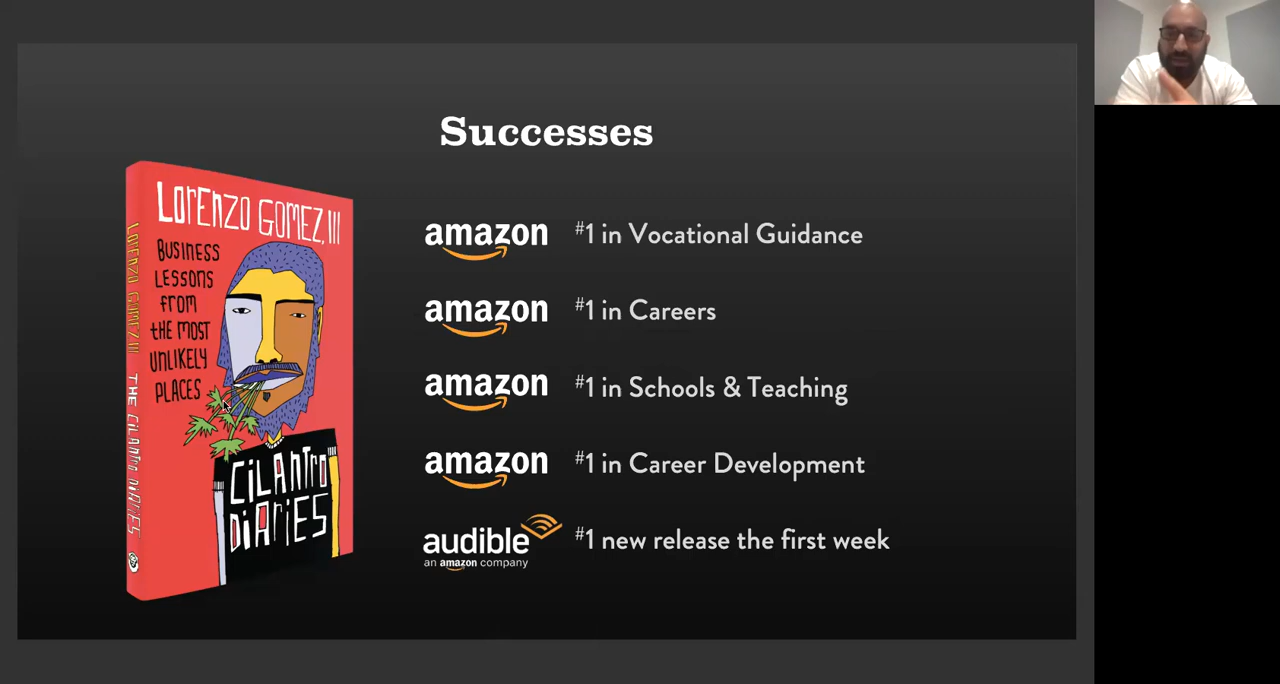 Successes
LORENZO GOMEZ, III
BUSINESS
LESSONS
FROM
THE MOST
UNLIKELY
PLACES
CILANTRO
DIARIES
LORENZO GOMEZ III THE CILANTRO DIARIES
amazon #1 in Vocational Guidance
amazon #1 in Careers
amazon #1 in Schools & Teaching
amazon #1 in Career Development
audible #1 new release the first week
an amazon company